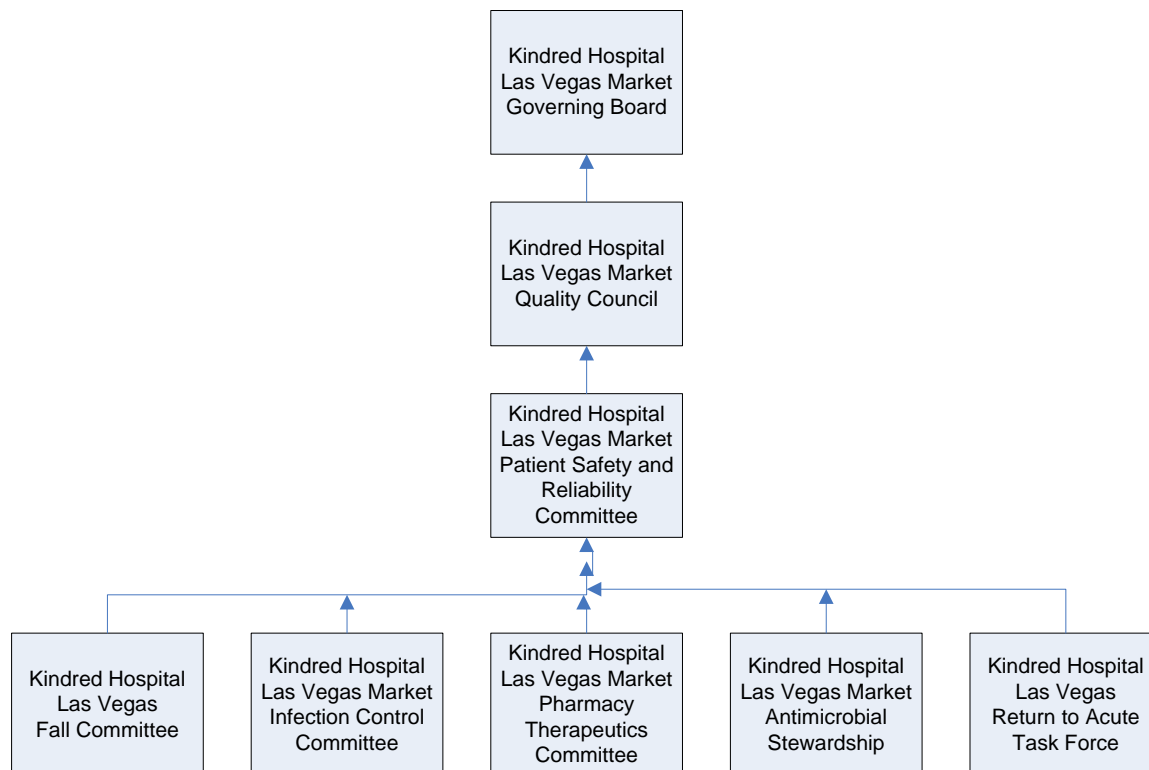 Kindred Hospital
Las Vegas Market
Governing Board
Kindred Hospital
Las Vegas Market
Quality Council
Kindred Hospital
Las Vegas Market
Patient Safety and
Reliability
Committee
Kindred Hospital
Las Vegas
Fall Committee
Kindred Hospital
Las Vegas Market
Infection Control
Committee
Kindred Hospital
Las Vegas Market
Pharmacy
Therapeutics
Committee
Kindred Hospital
Las Vegas Market
Antimicrobial
Stewardship
Kindred Hospital
Las Vegas
Return to Acute
Task Force